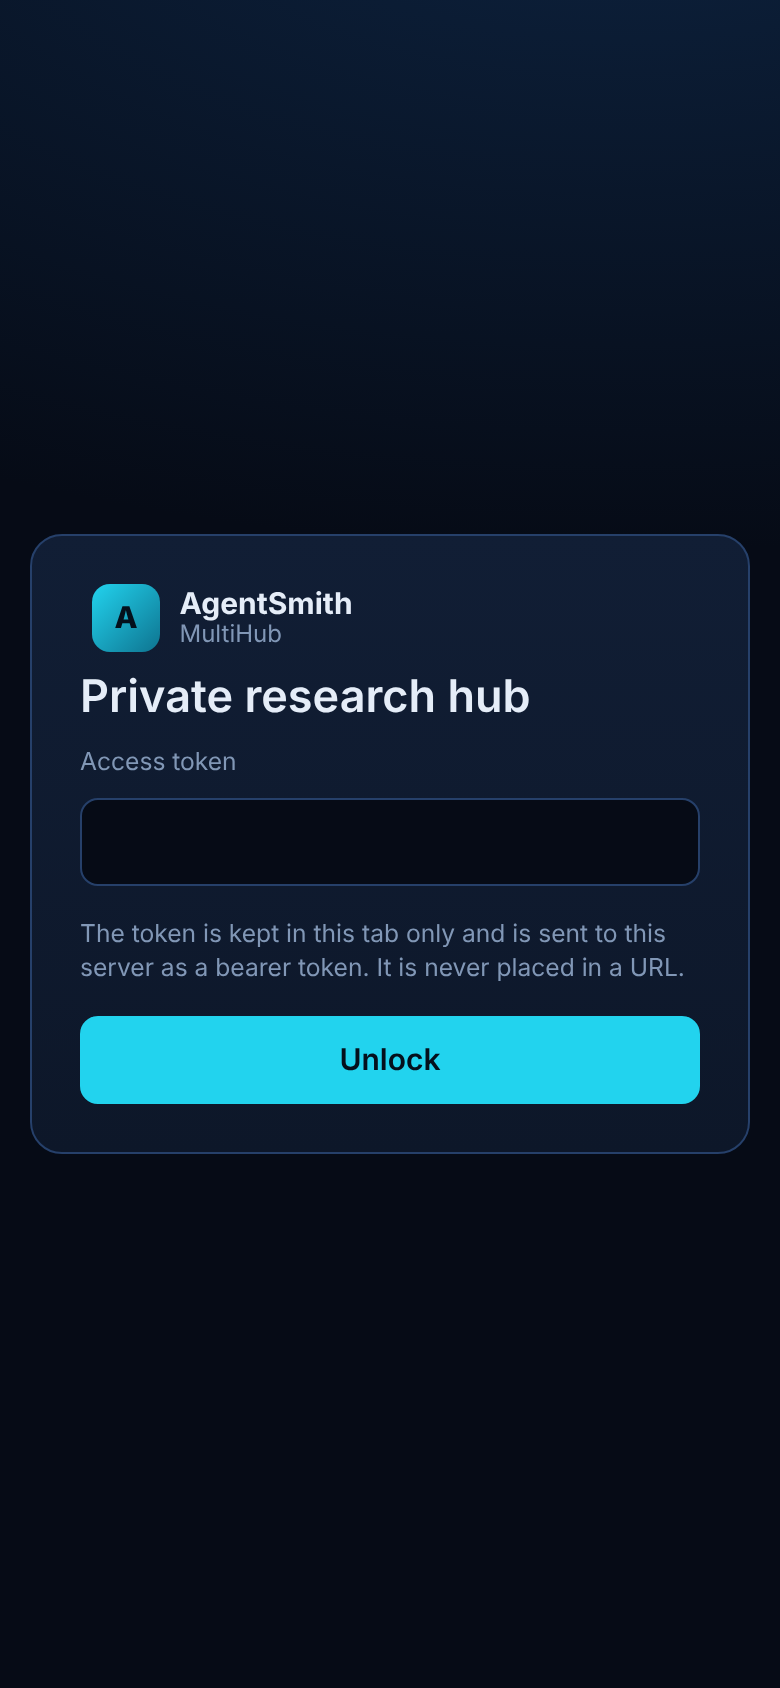 A
AgentSmith
MultiHub
Private research hub
Access token
The token is kept in this tab only and is sent to this
server as a bearer token. It is never placed in a URL.
Unlock